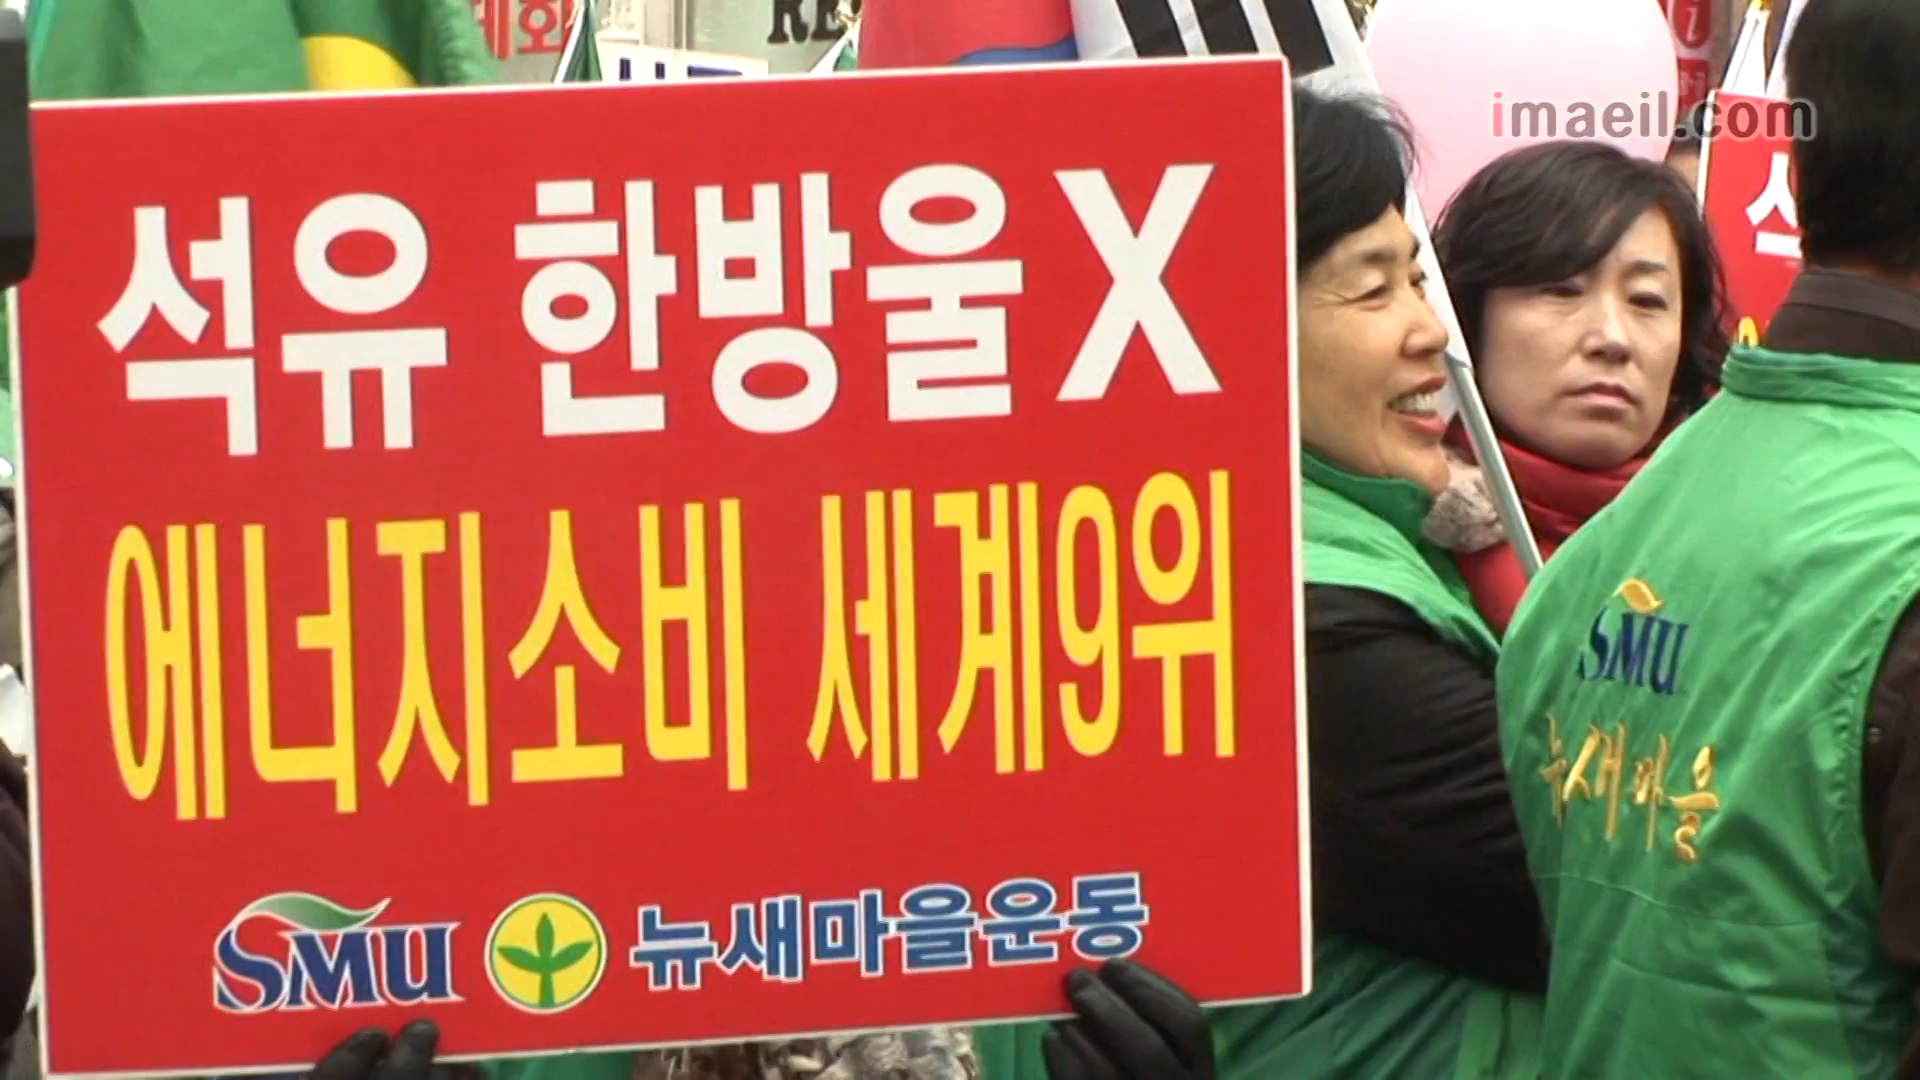 imaeil.com
석유 한방울 X
에너지소비 세계9위
SMU 뉴새마을운동
SMU
뉴새마을